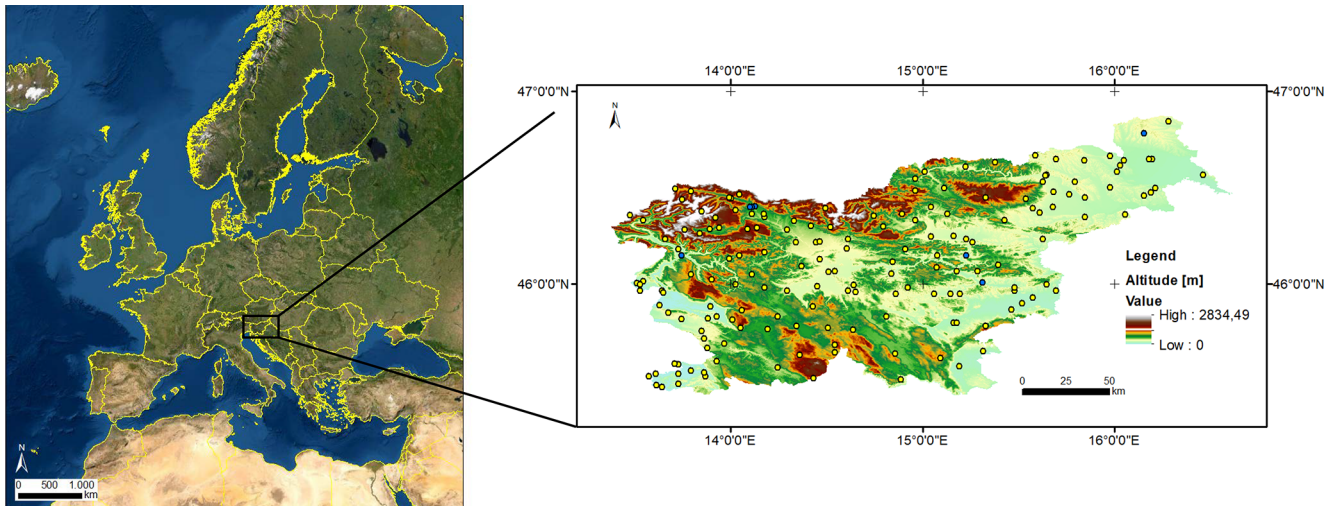 14°0'0"E 15°0'0"E 16°0'0"E
47°0'0"N 47°0'0"N
N
Legend
Altitude [m]
46°0'0"N 46°0'0"N
Value
High : 2834,49
Low : 0
0 25 50
km
14°0'0"E 15°0'0"E 16°0'0"E
N
0 500 1.000
km